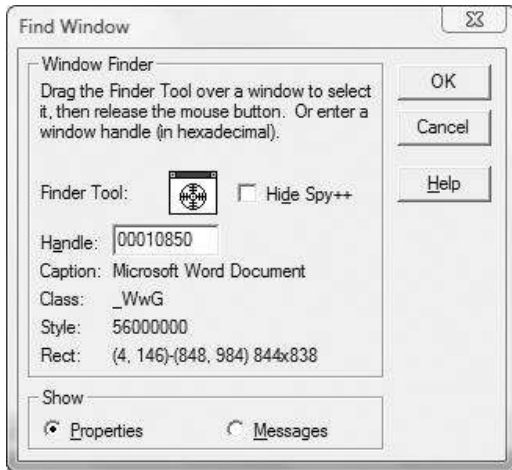 Find Window
Window Finder
Drag the Finder Tool over a window to select
it, then release the mouse button. Or enter a
window handle (in hexadecimal).
Finder Tool:
Hide Spy++
Handle: 00010850
Caption: Microsoft Word Document
Class: _WwG
Style: 56000000
Rect: (4, 146)-(848, 984) 844x838
Show
Properties Messages
OK
Cancel
Help